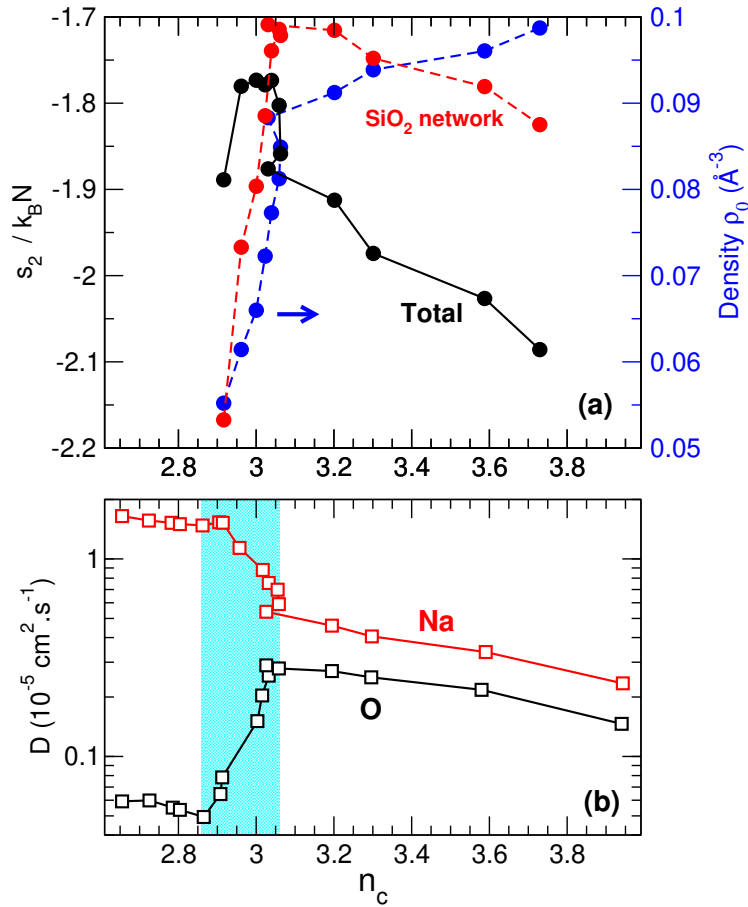 -1.7
-1.8
-1.9
-2
-2.1
-2.2
s₂ / k_BN
0.1
0.09
0.08
0.07
0.06
0.05
Density ρ₀ (Å⁻³)
SiO₂ network
Total
(a)
2.8 3 3.2 3.4 3.6 3.8
1
0.1
D (10⁻⁵ cm².s⁻¹)
Na
O
(b)
2.8 3 3.2 3.4 3.6 3.8
n_c